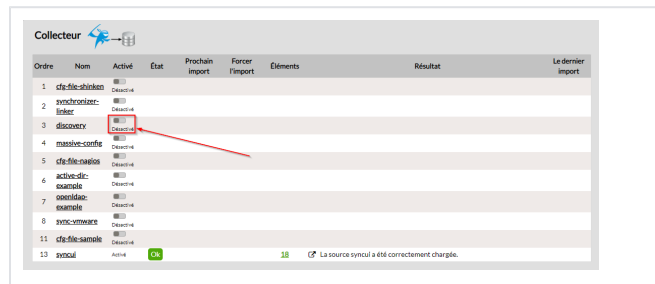 Collecteur
Ordre Nom Activé État Prochain import Forcer l'import Éléments Résultat Le dernier import
1 cfg-file-shinken Désactivé
2 synchronizer-linker Désactivé
3 discovery Désactivé
4 massive-config Désactivé
5 cfg-file-nagios Désactivé
6 active-dir-example Désactivé
7 openldap-example Désactivé
8 sync-vmware Désactivé
11 cfg-file-sample Désactivé
13 syncui Activé Ok 18 La source syncui a été correctement chargée.